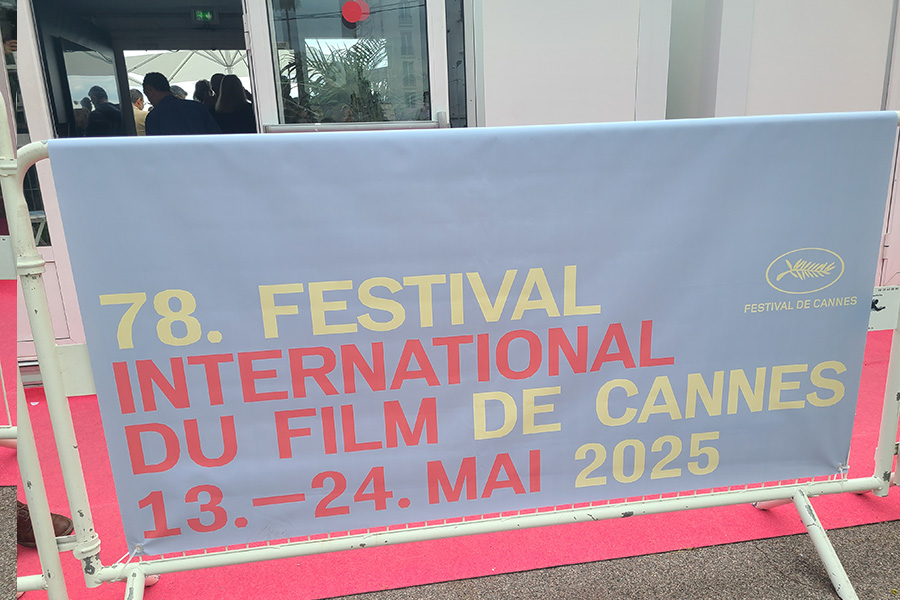 78. FESTIVAL
INTERNATIONAL
DU FILM DE CANNES
13.—24. MAI 2025
FESTIVAL DE CANNES